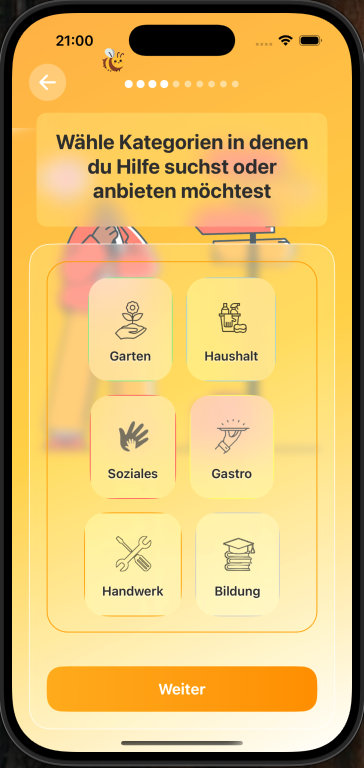 21:00
Wähle Kategorien in denen
du Hilfe suchst oder
anbieten möchtest
Garten
Haushalt
Soziales
Gastro
Handwerk
Bildung
Weiter